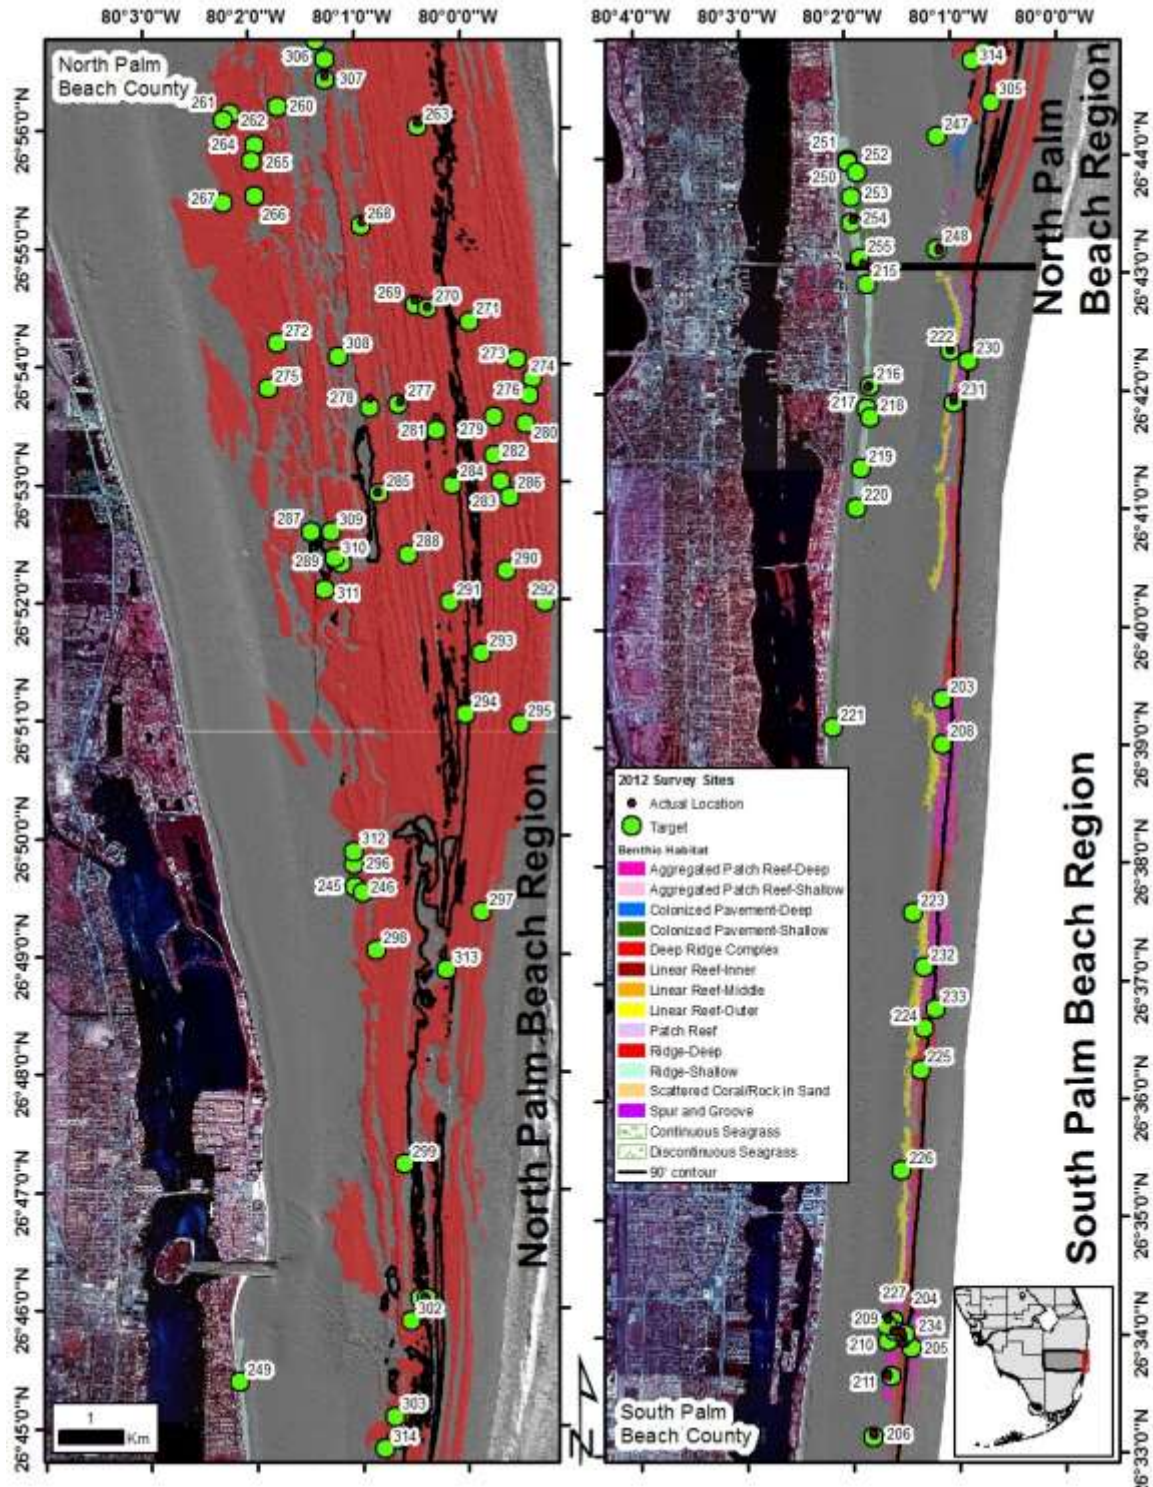 80°3'0"W 80°2'0"W 80°1'0"W 80°0'0"W
80°4'0"W 80°3'0"W 80°2'0"W 80°1'0"W 80°0'0"W
North Palm
Beach County
26°56'0"N
26°55'0"N
26°54'0"N
26°53'0"N
26°52'0"N
26°51'0"N
26°50'0"N
26°49'0"N
26°48'0"N
26°47'0"N
26°46'0"N
26°45'0"N
306
307
261
260
262
263
264
265
267
266
268
269
270
271
272
308
273
274
275
276
278
277
281
279
280
282
284
285
286
283
287
309
310
288
289
290
311
291
292
293
294
295
312
296
245
246
297
298
313
299
302
249
303
314
North Palm Beach Region
1
Km
N
314
305
247
251
252
250
253
254
248
255
215
222
230
216
231
217
218
219
220
203
221
208
223
232
233
224
225
226
227
204
209
234
210
205
211
206
North Palm
Beach Region
South Palm Beach Region
2012 Survey Sites
Actual Location
Target
Benthic Habitat
Aggregated Patch Reef-Deep
Aggregated Patch Reef-Shallow
Colonized Pavement-Deep
Colonized Pavement-Shallow
Deep Ridge Complex
Linear Reef-Inner
Linear Reef-Middle
Linear Reef-Outer
Patch Reef
Ridge-Deep
Ridge-Shallow
Scattered Coral/Rock in Sand
Spur and Groove
Continuous Seagrass
Discontinuous Seagrass
90' contour
South Palm
Beach County
26°44'0"N
26°43'0"N
26°42'0"N
26°41'0"N
26°40'0"N
26°39'0"N
26°38'0"N
26°37'0"N
26°36'0"N
26°35'0"N
26°34'0"N
26°33'0"N